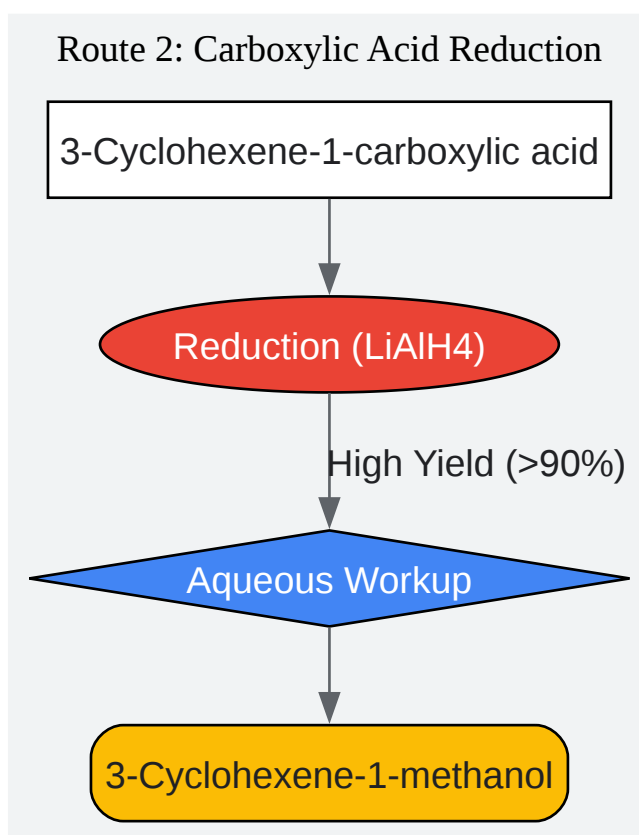 Route 2: Carboxylic Acid Reduction
3-Cyclohexene-1-carboxylic acid
Reduction (LiAlH4)
High Yield (>90%)
Aqueous Workup
3-Cyclohexene-1-methanol